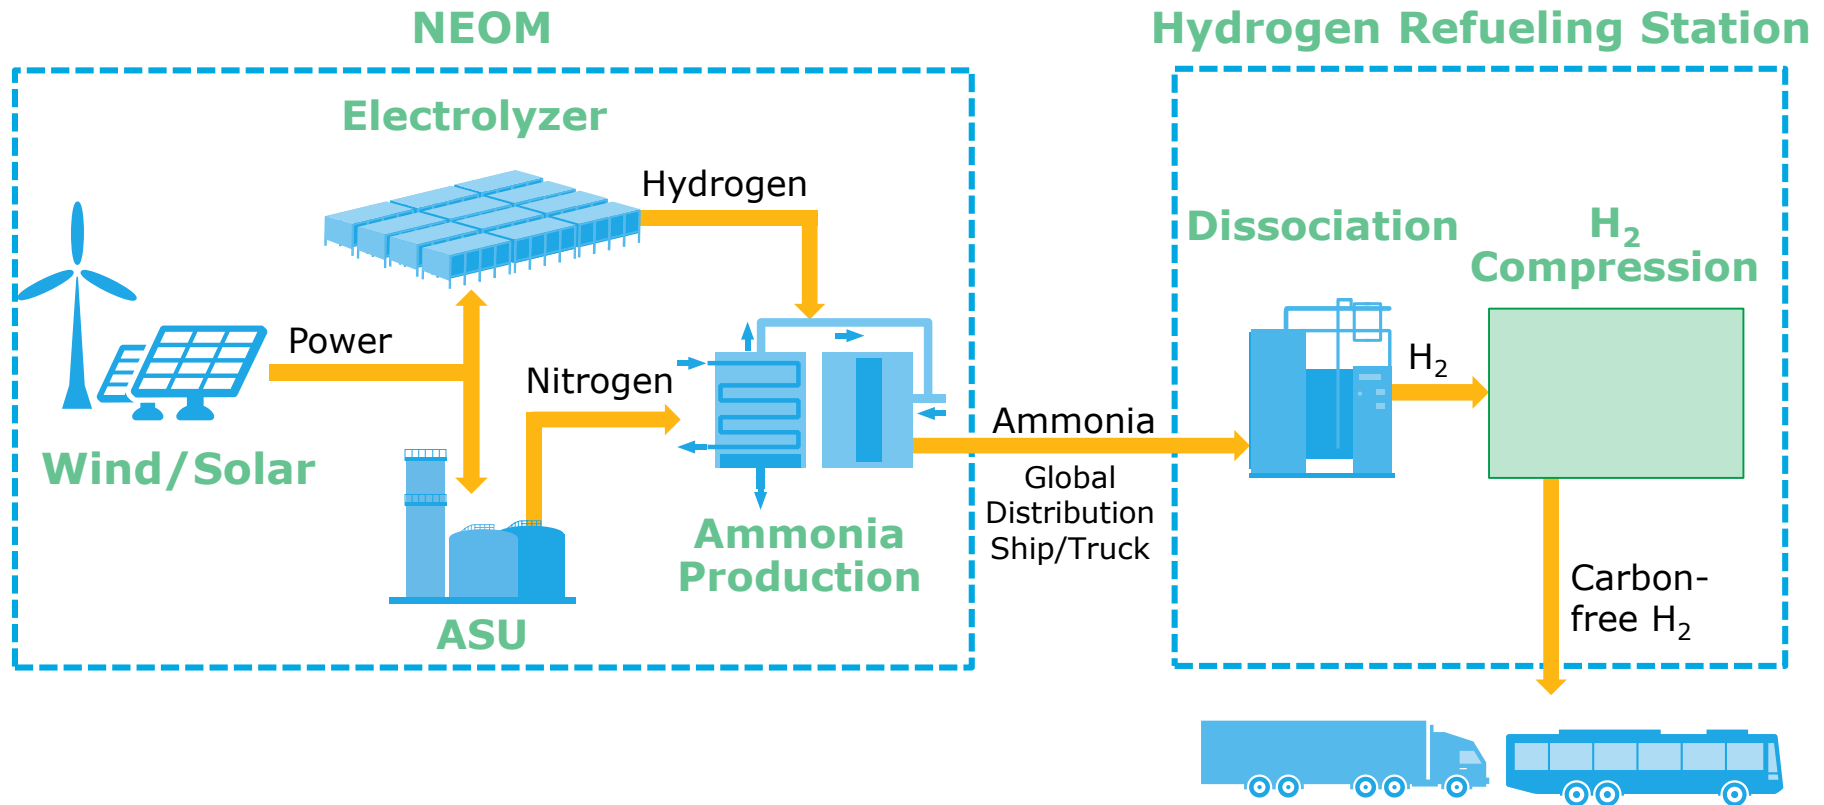 NEOM
Hydrogen Refueling Station
Electrolyzer
Hydrogen
Dissociation
H₂
Compression
Power
Nitrogen
H₂
Wind/Solar
Ammonia
Global
Distribution
Ship/Truck
Ammonia
Production
ASU
Carbon-
free H₂